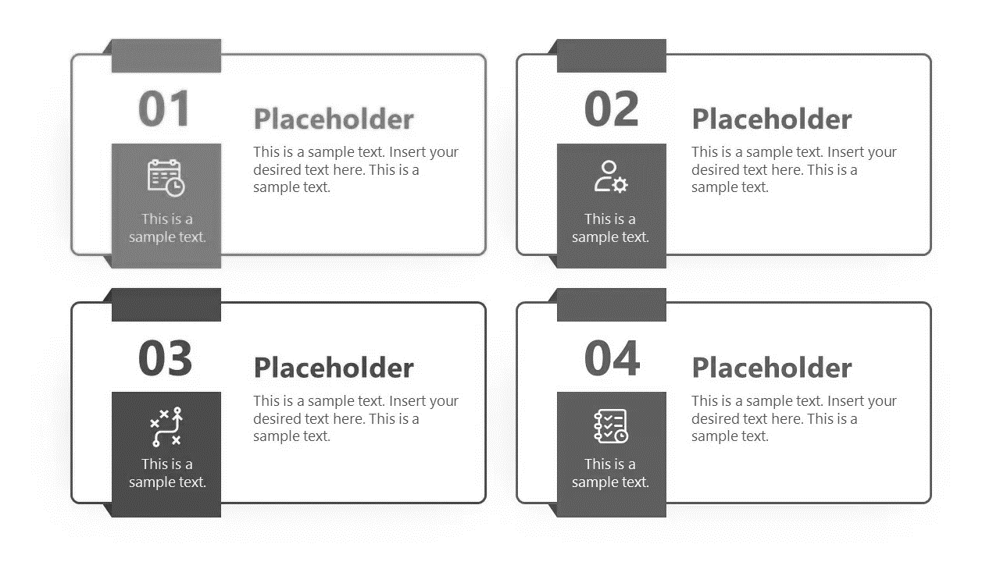 01
Placeholder
This is a sample text. Insert your
desired text here. This is a
sample text.
This is a
sample text.
02
Placeholder
This is a sample text. Insert your
desired text here. This is a
sample text.
This is a
sample text.
03
Placeholder
This is a sample text. Insert your
desired text here. This is a
sample text.
This is a
sample text.
04
Placeholder
This is a sample text. Insert your
desired text here. This is a
sample text.
This is a
sample text.